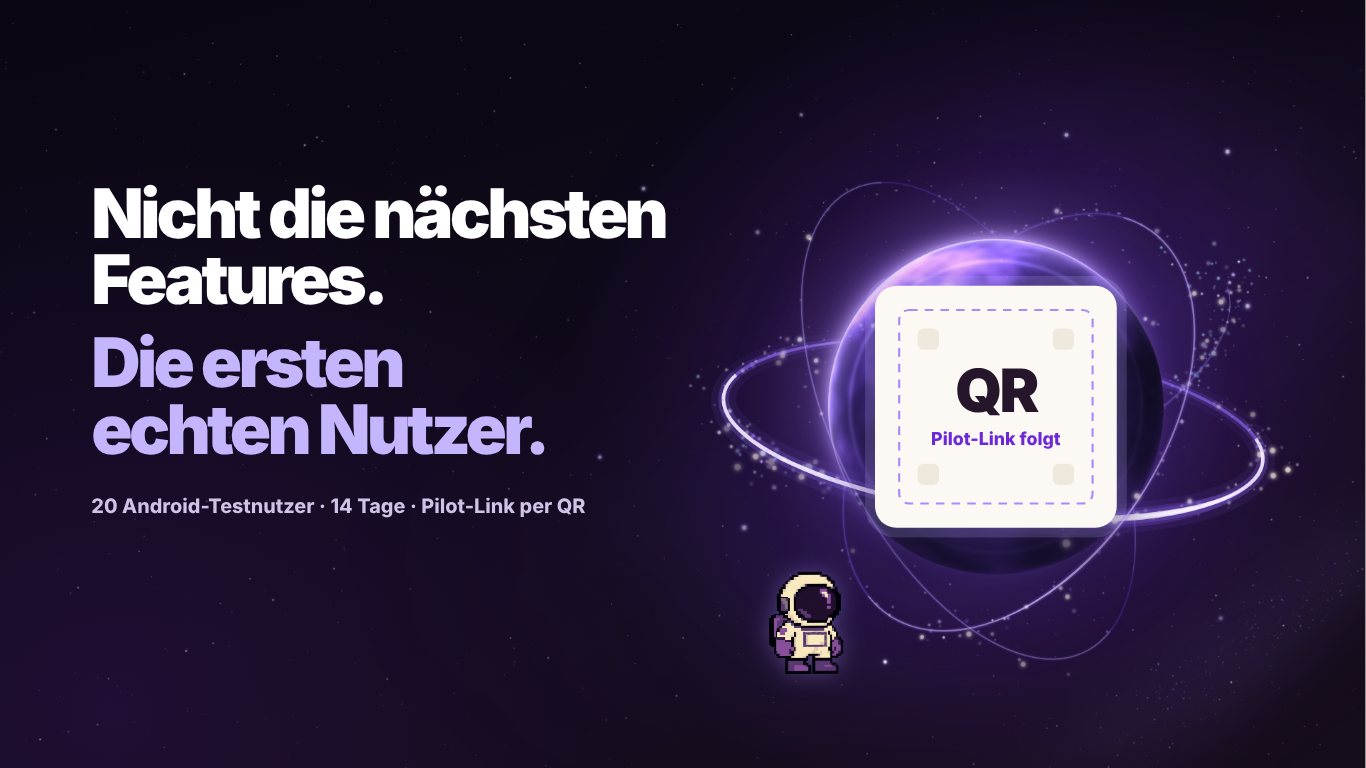 Nicht die nächsten
Features.
Die ersten
echten Nutzer.
20 Android-Testnutzer · 14 Tage · Pilot-Link per QR
QR
Pilot-Link folgt